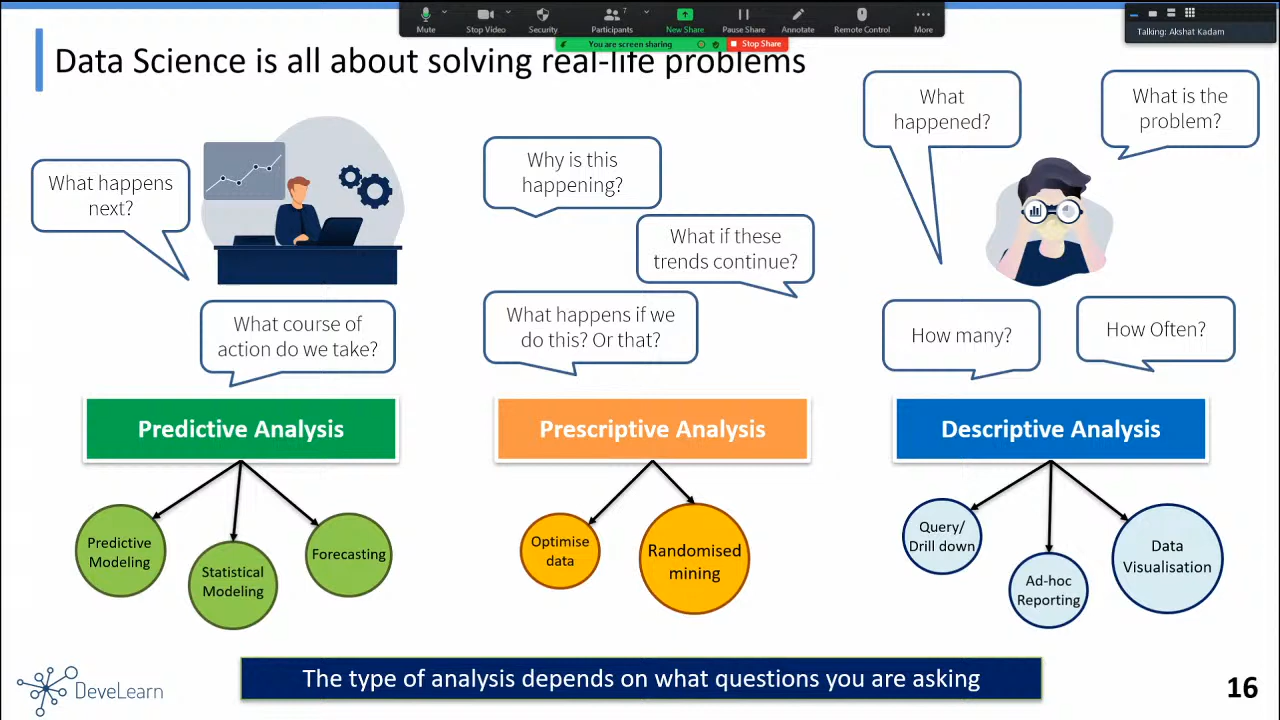 Mute
Stop Video
Security
Participants
7
New Share
Pause Share
Annotate
Remote Control
More
You are screen sharing
Stop Share
Talking: Akshat Kadam
Data Science is all about solving real-life problems
What happens
next?
What course of
action do we take?
Why is this
happening?
What if these
trends continue?
What happens if we
do this? Or that?
What
happened?
What is the
problem?
How many?
How Often?
Predictive Analysis
Prescriptive Analysis
Descriptive Analysis
Predictive
Modeling
Statistical
Modeling
Forecasting
Optimise
data
Randomised
mining
Query/
Drill down
Ad-hoc
Reporting
Data
Visualisation
The type of analysis depends on what questions you are asking
DeveLearn
16